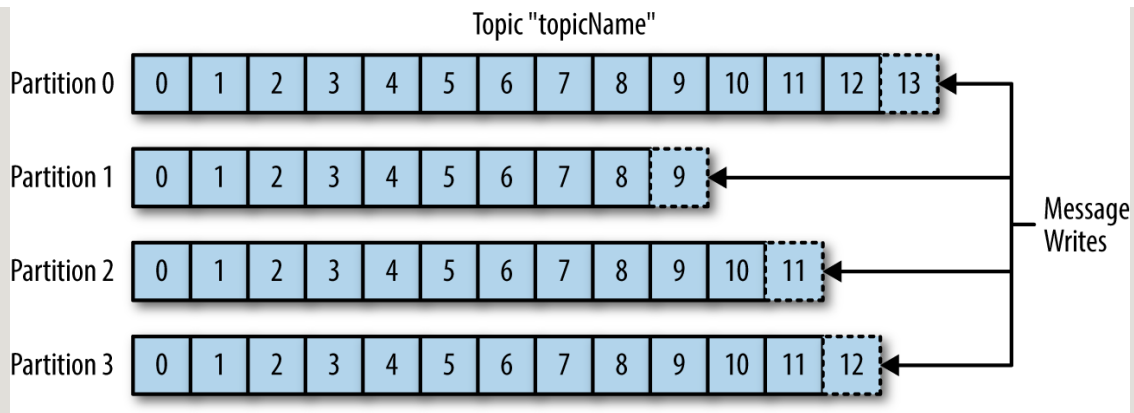 Topic "topicName"
Partition 0 0 1 2 3 4 5 6 7 8 9 10 11 12 13
Partition 1 0 1 2 3 4 5 6 7 8 9
Message
Writes
Partition 2 0 1 2 3 4 5 6 7 8 9 10 11
Partition 3 0 1 2 3 4 5 6 7 8 9 10 11 12